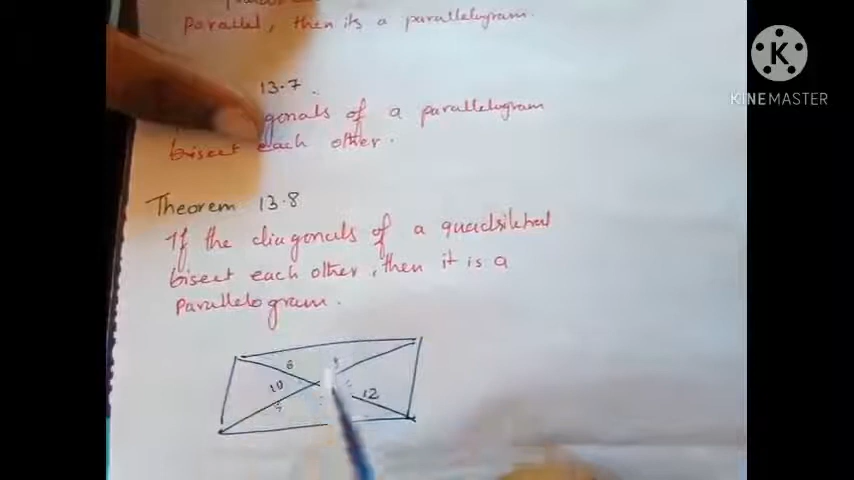 Parallel, then its a parallelogram.
13.7
of a parallelogram
bisect each other.
Theorem 13.8
If the diagonals of a quadrilateral
bisect each other, then it is a
Parallelogram.
6
10
12
K
KINEMASTER